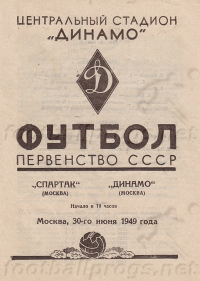 ЦЕНТРАЛЬНЫЙ СТАДИОН
„ДИНАМО“
Д
ФУТБОЛ
ПЕРВЕНСТВО СССР
„СПАРТАК“ „ДИНАМО“
(МОСКВА) (МОСКВА)
Начало в 19 часов
Москва, 30-го июня 1949 года
footballprogs.net